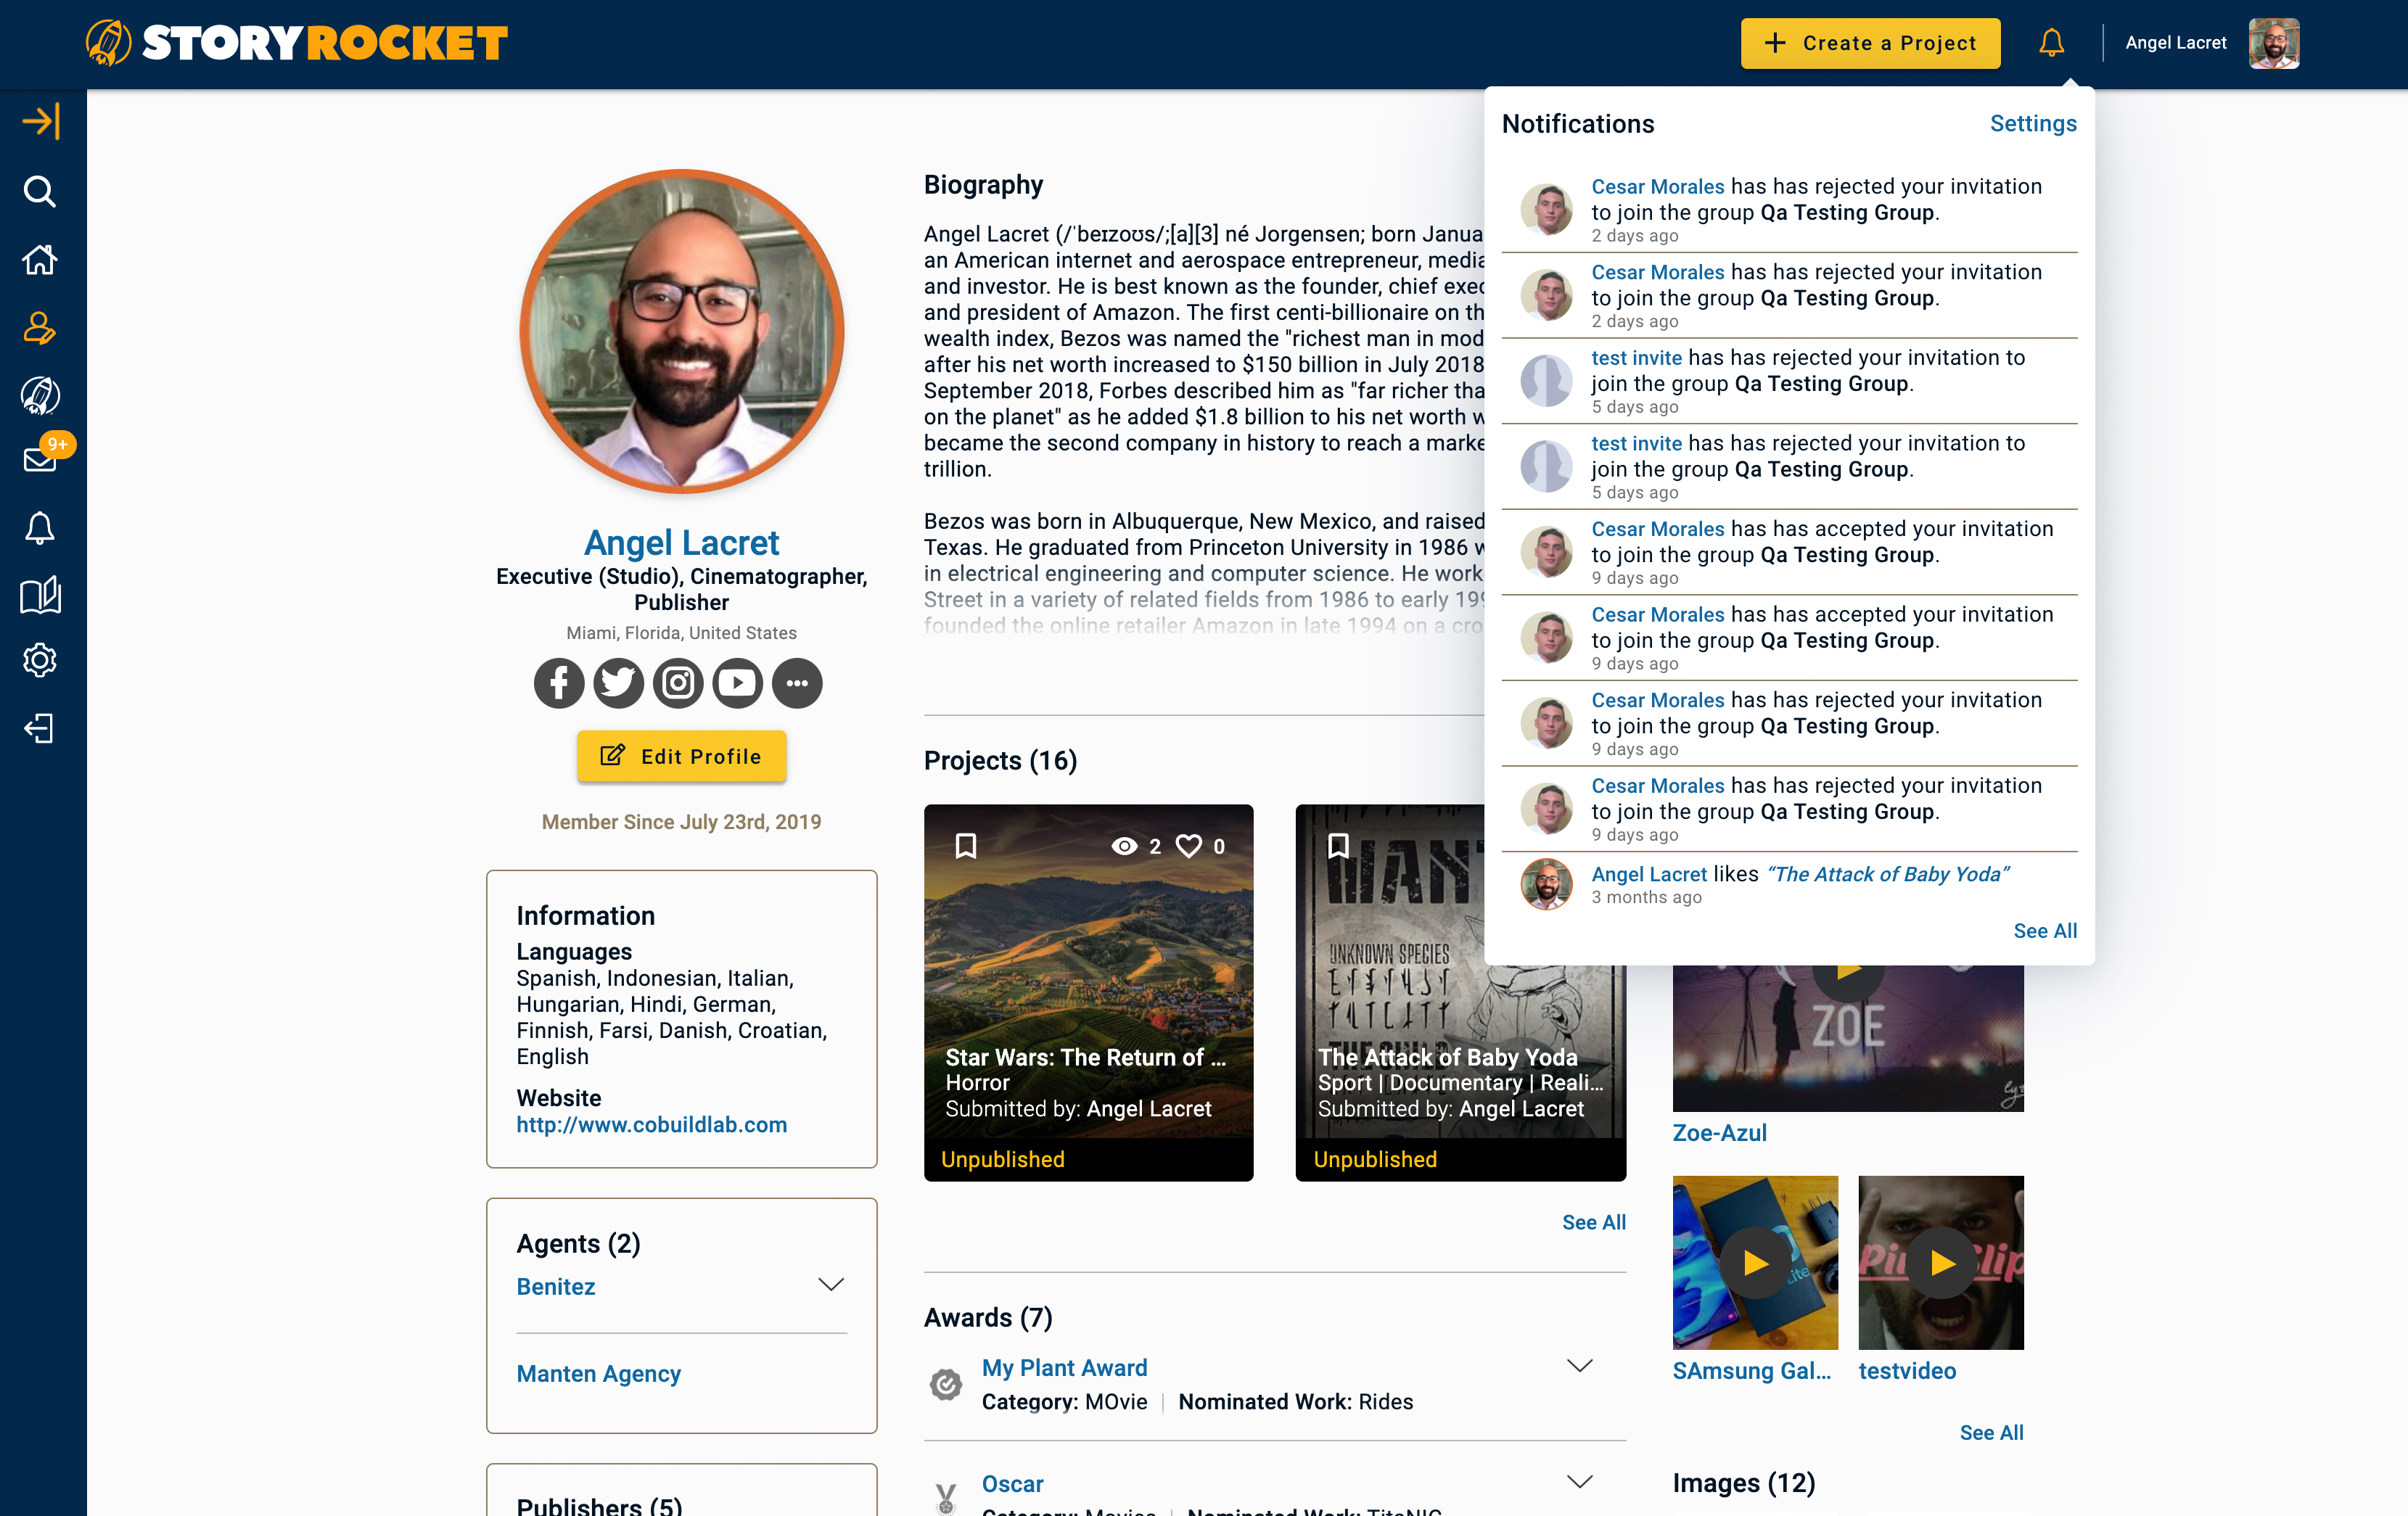 STORYROCKET
Create a Project
Angel Lacret
9+
Angel Lacret
Executive (Studio), Cinematographer,
Publisher
Miami, Florida, United States
Edit Profile
Member Since July 23rd, 2019
Information
Languages
Spanish, Indonesian, Italian,
Hungarian, Hindi, German,
Finnish, Farsi, Danish, Croatian,
English
Website
http://www.cobuildlab.com
Agents (2)
Benitez
Manten Agency
Publishers (5)
Biography
Angel Lacret (/ˈbeɪzoʊs/;[a][3] né Jorgensen; born Janua
an American internet and aerospace entrepreneur, media
and investor. He is best known as the founder, chief exec
and president of Amazon. The first centi-billionaire on th
wealth index, Bezos was named the "richest man in mod
after his net worth increased to $150 billion in July 2018
September 2018, Forbes described him as "far richer tha
on the planet" as he added $1.8 billion to his net worth w
became the second company in history to reach a marke
trillion.
Bezos was born in Albuquerque, New Mexico, and raised
Texas. He graduated from Princeton University in 1986 w
in electrical engineering and computer science. He work
Street in a variety of related fields from 1986 to early 199
founded the online retailer Amazon in late 1994 on a cro
Projects (16)
2 0
Star Wars: The Return of ...
Horror
Submitted by: Angel Lacret
Unpublished
WANT
UNKNOWN SPECIES
THE CHILD
The Attack of Baby Yoda
Sport | Documentary | Reali...
Submitted by: Angel Lacret
Unpublished
See All
Awards (7)
My Plant Award
Category: MOvie | Nominated Work: Rides
Oscar
Category: Movies | Nominated Work: TitaNIC
Notifications
Settings
Cesar Morales has has rejected your invitation
to join the group Qa Testing Group.
2 days ago
Cesar Morales has has rejected your invitation
to join the group Qa Testing Group.
2 days ago
test invite has has rejected your invitation to
join the group Qa Testing Group.
5 days ago
test invite has has rejected your invitation to
join the group Qa Testing Group.
5 days ago
Cesar Morales has has accepted your invitation
to join the group Qa Testing Group.
9 days ago
Cesar Morales has has accepted your invitation
to join the group Qa Testing Group.
9 days ago
Cesar Morales has has rejected your invitation
to join the group Qa Testing Group.
9 days ago
Cesar Morales has has rejected your invitation
to join the group Qa Testing Group.
9 days ago
Angel Lacret likes “The Attack of Baby Yoda”
3 months ago
See All
ZOE
Zoe-Azul
Lite
SAmsung Gal...
testvideo
See All
Images (12)